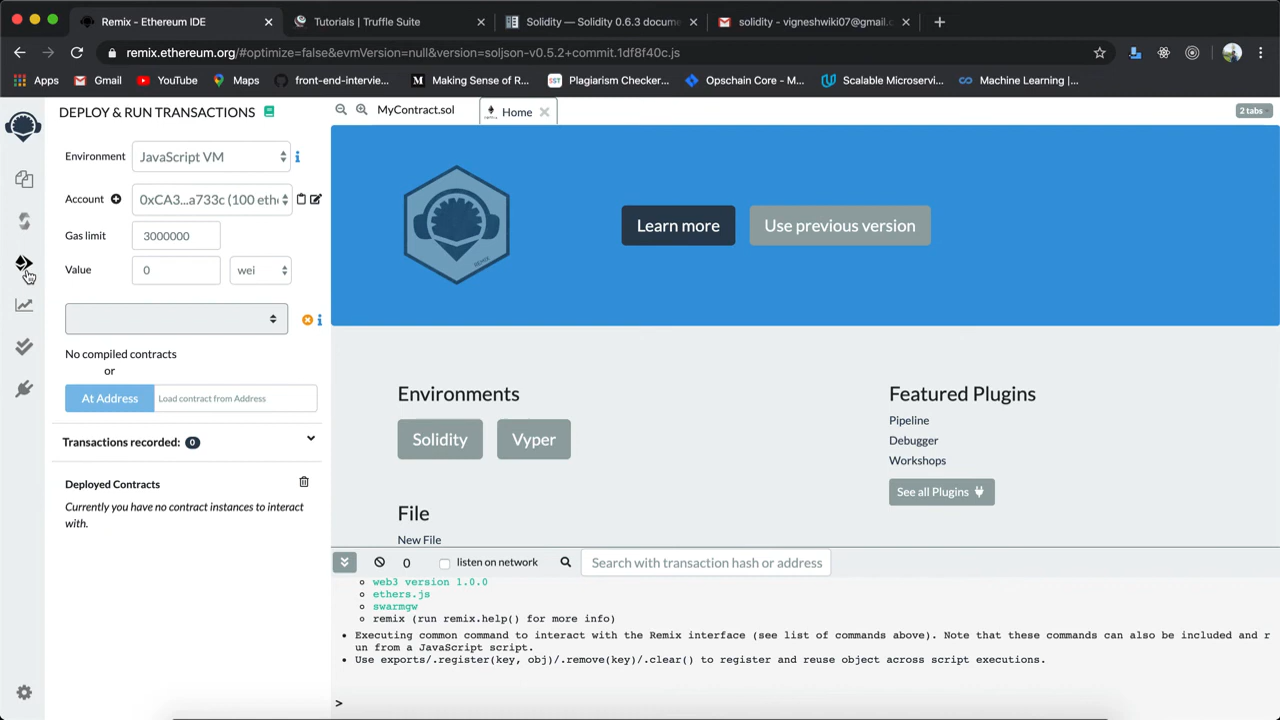 Remix - Ethereum IDE
Tutorials | Truffle Suite
Solidity — Solidity 0.6.3 docume
solidity - vigneshwiki07@gmail.c
remix.ethereum.org/#optimize=false&evmVersion=null&version=soljson-v0.5.2+commit.1df8f40c.js
Apps
Gmail
YouTube
Maps
front-end-intervie...
Making Sense of R...
Plagiarism Checker...
Opschain Core - M...
Scalable Microservi...
Machine Learning |...
DEPLOY & RUN TRANSACTIONS
MyContract.sol
Home
2 tabs
Environment
JavaScript VM
Account
0xCA3...a733c (100 eth
Gas limit
3000000
Value
0
wei
No compiled contracts
or
At Address
Load contract from Address
Transactions recorded: 0
Deployed Contracts
Currently you have no contract instances to interact
with.
REMIX
Learn more
Use previous version
Environments
Solidity
Vyper
File
New File
Featured Plugins
Pipeline
Debugger
Workshops
See all Plugins
0
listen on network
Search with transaction hash or address
web3 version 1.0.0
ethers.js
swarmgw
remix (run remix.help() for more info)
Executing common command to interact with the Remix interface (see list of commands above). Note that these commands can also be included and r
un from a JavaScript script.
Use exports/.register(key, obj)/.remove(key)/.clear() to register and reuse object across script executions.
>